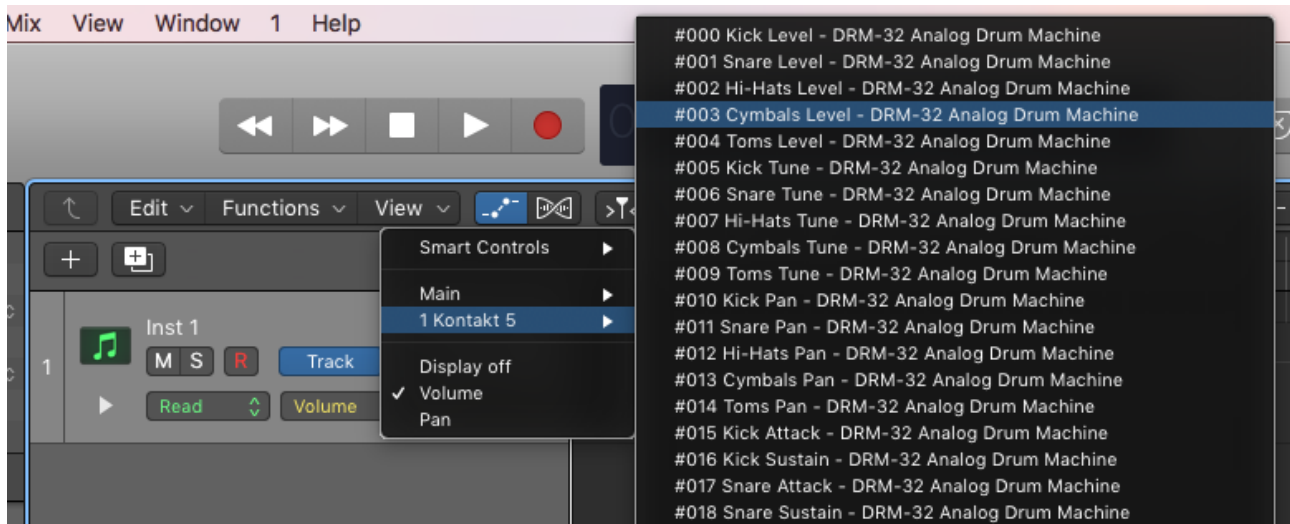 Mix View Window 1 Help
Edit Functions View
Inst 1
1
M S R Track
Read Volume
Smart Controls
Main
1 Kontakt 5
Display off
Volume
Pan
#000 Kick Level - DRM-32 Analog Drum Machine
#001 Snare Level - DRM-32 Analog Drum Machine
#002 Hi-Hats Level - DRM-32 Analog Drum Machine
#003 Cymbals Level - DRM-32 Analog Drum Machine
#004 Toms Level - DRM-32 Analog Drum Machine
#005 Kick Tune - DRM-32 Analog Drum Machine
#006 Snare Tune - DRM-32 Analog Drum Machine
#007 Hi-Hats Tune - DRM-32 Analog Drum Machine
#008 Cymbals Tune - DRM-32 Analog Drum Machine
#009 Toms Tune - DRM-32 Analog Drum Machine
#010 Kick Pan - DRM-32 Analog Drum Machine
#011 Snare Pan - DRM-32 Analog Drum Machine
#012 Hi-Hats Pan - DRM-32 Analog Drum Machine
#013 Cymbals Pan - DRM-32 Analog Drum Machine
#014 Toms Pan - DRM-32 Analog Drum Machine
#015 Kick Attack - DRM-32 Analog Drum Machine
#016 Kick Sustain - DRM-32 Analog Drum Machine
#017 Snare Attack - DRM-32 Analog Drum Machine
#018 Snare Sustain - DRM-32 Analog Drum Machine